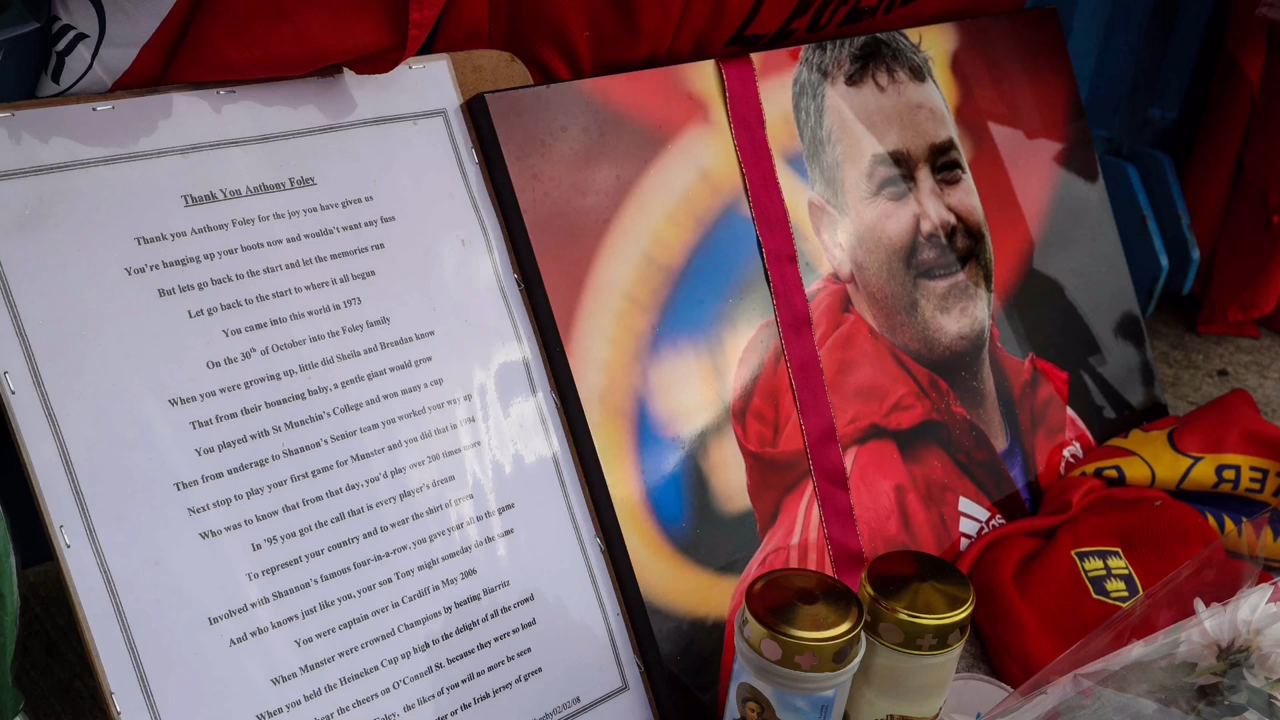 LEGEN
Thank You Anthony Foley
Thank you Anthony Foley for the joy you have given us
You're hanging up your boots now and wouldn't want any fuss
But lets go back to the start and let the memories run
Let go back to the start to where it all begun
You came into this world in 1973
On the 30th of October into the Foley family
When you were growing up, little did Sheila and Brendan know
That from their bouncing baby, a gentle giant would grow
You played with St Munchin's College and won many a cup
Then from underage to Shannon's Senior team you worked your way up
Next stop to play your first game for Munster and you did that in 1994
Who was to know that from that day, you'd play over 200 times more
In '95 you got the call that is every player's dream
To represent your country and to wear the shirt of green
Involved with Shannon's famous four-in-a-row, you gave your all to the game
And who knows just like you, your son Tony might someday do the same
You were captain over in Cardiff in May 2006
When Munster were crowned Champions by beating Biarritz
When you held the Heineken Cup up high to the delight of all the crowd
hear the cheers on O'Connell St. because they were so loud
Foley, the likes of you will no more be seen
ster or the Irish jersey of green
02/02/08